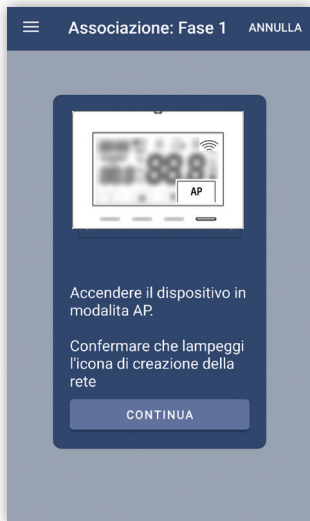 Associazione: Fase 1 ANNULLA
AP
Accendere il dispositivo in
modalita AP.
Confermare che lampeggi
l'icona di creazione della
rete
CONTINUA